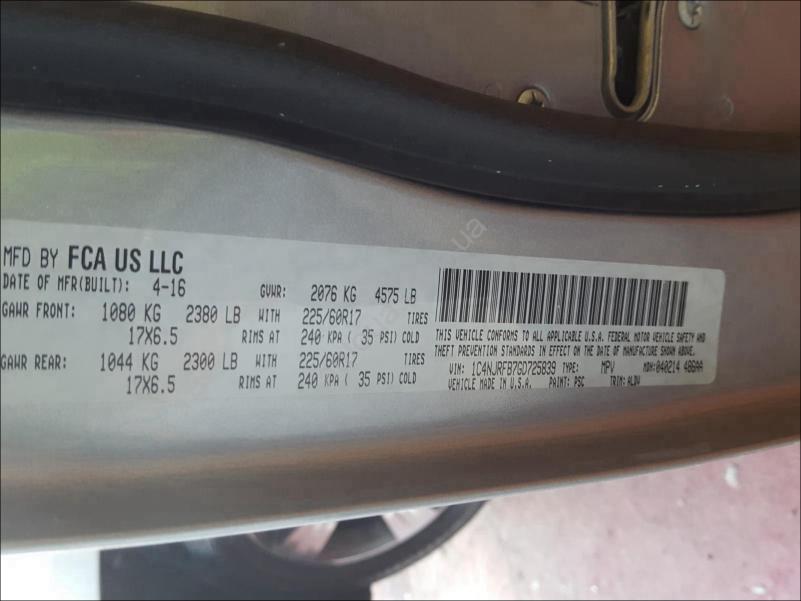 MFD BY FCA US LLC
DATE OF MFR(BUILT): 4-16 GVWR: 2076 KG 4575 LB
GAWR FRONT: 1080 KG 2380 LB WITH 225/60R17 TIRES
17X6.5 RIMS AT 240 KPA ( 35 PSI) COLD
GAWR REAR: 1044 KG 2300 LB WITH 225/60R17 TIRES
17X6.5 RIMS AT 240 KPA ( 35 PSI) COLD
THIS VEHICLE CONFORMS TO ALL APPLICABLE U.S.A. FEDERAL MOTOR VEHICLE SAFETY AND
THEFT PREVENTION STANDARDS IN EFFECT ON THE DATE OF MANUFACTURE SHOWN ABOVE.
VIN: 1C4NJRFB7GD725839 TYPE: MPV MDH: 040214 486AA
VEHICLE MADE IN U.S.A. PAINT: PSC TRIM: ALDV